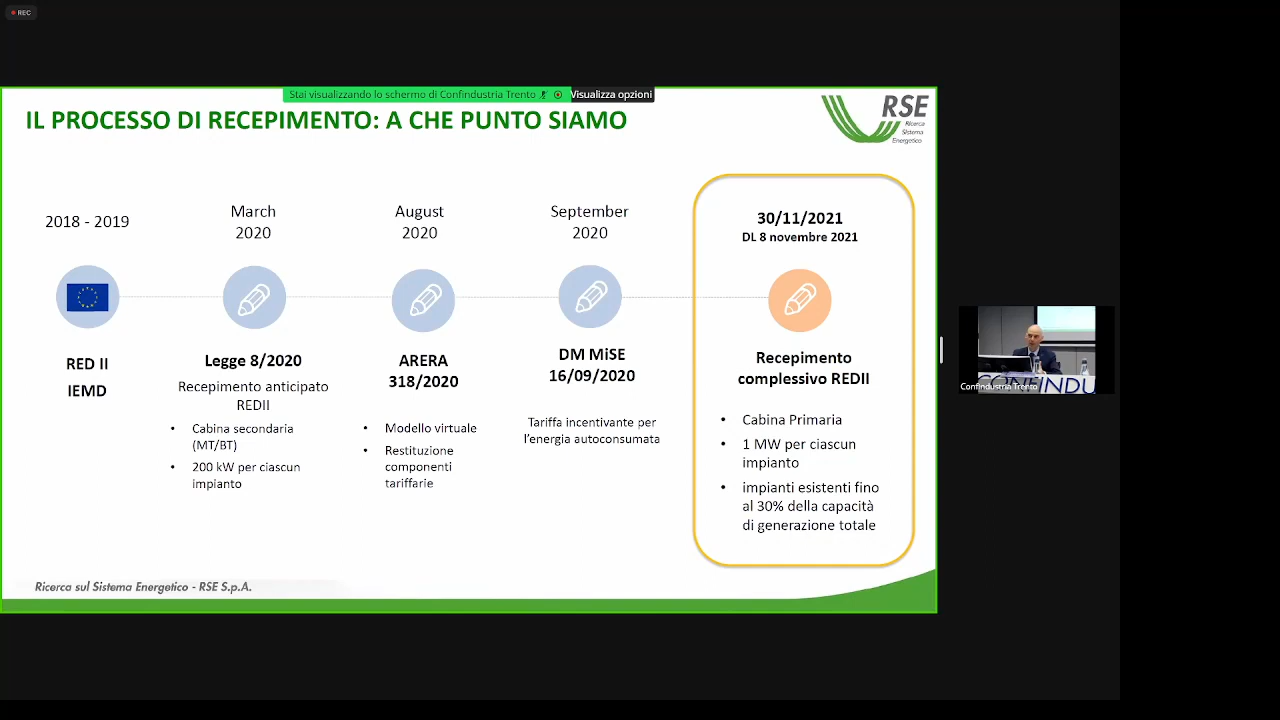 REC
Stai visualizzando lo schermo di Confindustria Trento
Visualizza opzioni
IL PROCESSO DI RECEPIMENTO: A CHE PUNTO SIAMO
RSE
Ricerca
Sistema
Energetico
2018 - 2019
RED II
IEMD
March
2020
Legge 8/2020
Recepimento anticipato
REDII
• Cabina secondaria
(MT/BT)
• 200 kW per ciascun
impianto
August
2020
ARERA
318/2020
• Modello virtuale
• Restituzione
componenti
tariffarie
September
2020
DM MiSE
16/09/2020
Tariffa incentivante per
l'energia autoconsumata
30/11/2021
DL 8 novembre 2021
Recepimento
complessivo REDII
• Cabina Primaria
• 1 MW per ciascun
impianto
• impianti esistenti fino
al 30% della capacità
di generazione totale
Ricerca sul Sistema Energetico - RSE S.p.A.
CONFINDU
Confindustria Trento